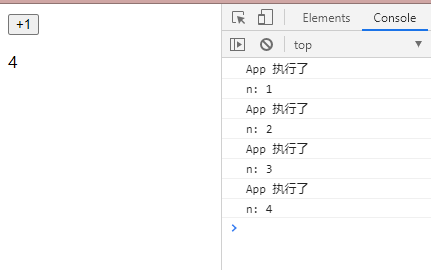 +1
4
Elements
Console
top
App 执行了
n: 1
App 执行了
n: 2
App 执行了
n: 3
App 执行了
n: 4